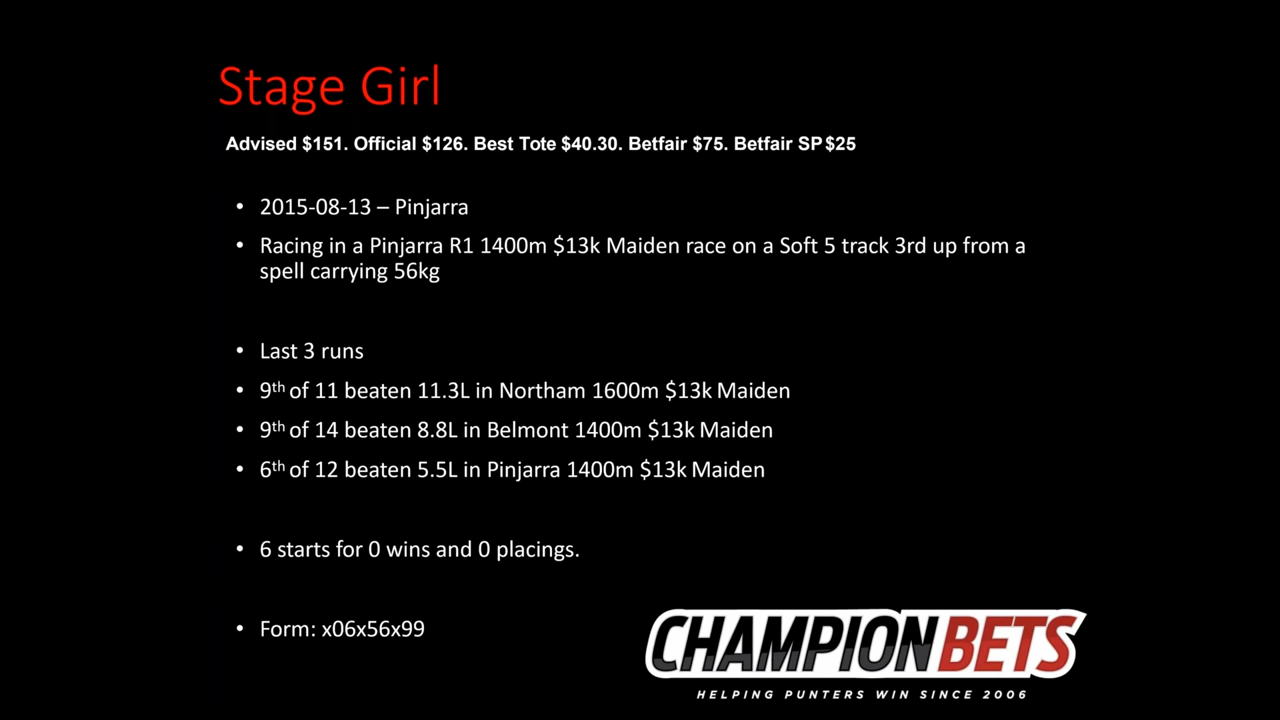 Stage Girl
Advised $151. Official $126. Best Tote $40.30. Betfair $75. Betfair SP $25
• 2015-08-13 – Pinjarra
• Racing in a Pinjarra R1 1400m $13k Maiden race on a Soft 5 track 3rd up from a
spell carrying 56kg
• Last 3 runs
• 9th of 11 beaten 11.3L in Northam 1600m $13k Maiden
• 9th of 14 beaten 8.8L in Belmont 1400m $13k Maiden
• 6th of 12 beaten 5.5L in Pinjarra 1400m $13k Maiden
• 6 starts for 0 wins and 0 placings.
• Form: x06x56x99
CHAMPION BETS
HELPING PUNTERS WIN SINCE 2006